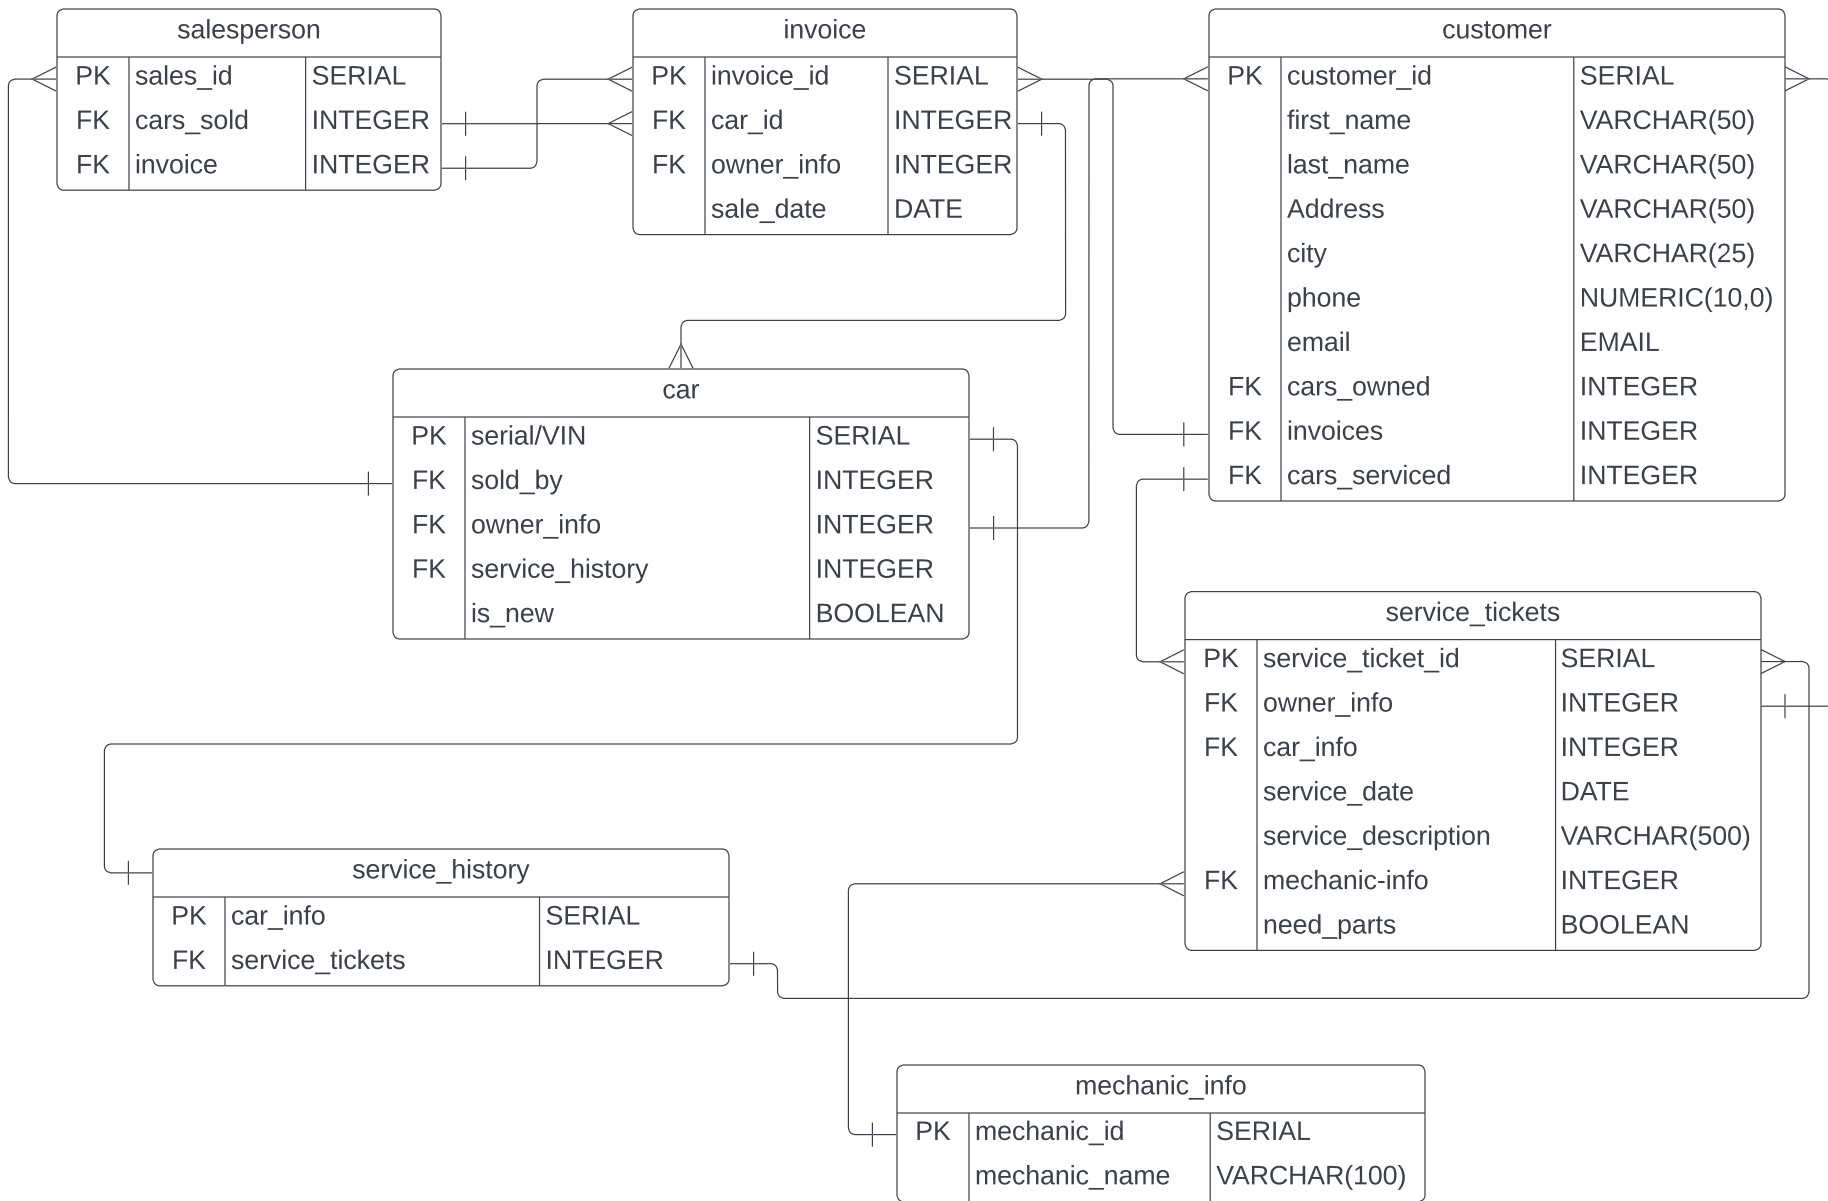 salesperson
PK sales_id SERIAL
FK cars_sold INTEGER
FK invoice INTEGER
invoice
PK invoice_id SERIAL
FK car_id INTEGER
FK owner_info INTEGER
sale_date DATE
customer
PK customer_id SERIAL
first_name VARCHAR(50)
last_name VARCHAR(50)
Address VARCHAR(50)
city VARCHAR(25)
phone NUMERIC(10,0)
email EMAIL
FK cars_owned INTEGER
FK invoices INTEGER
FK cars_serviced INTEGER
car
PK serial/VIN SERIAL
FK sold_by INTEGER
FK owner_info INTEGER
FK service_history INTEGER
is_new BOOLEAN
service_tickets
PK service_ticket_id SERIAL
FK owner_info INTEGER
FK car_info INTEGER
service_date DATE
service_description VARCHAR(500)
FK mechanic-info INTEGER
need_parts BOOLEAN
service_history
PK car_info SERIAL
FK service_tickets INTEGER
mechanic_info
PK mechanic_id SERIAL
mechanic_name VARCHAR(100)